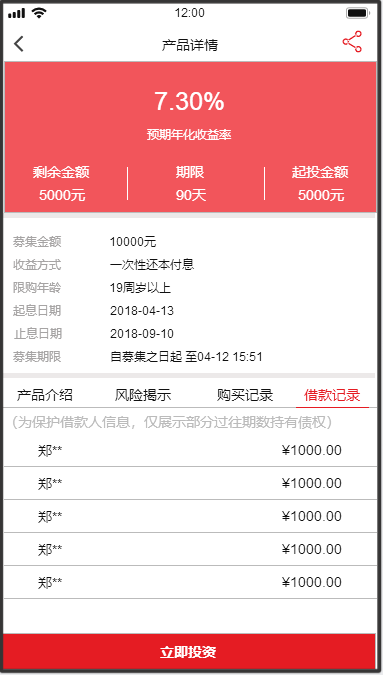 12:00
产品详情
7.30%
预期年化收益率
剩余金额 期限 起投金额
5000元 90天 5000元
募集金额 10000元
收益方式 一次性还本付息
限购年龄 19周岁以上
起息日期 2018-04-13
止息日期 2018-09-10
募集期限 自募集之日起 至04-12 15:51
产品介绍 风险揭示 购买记录 借款记录
(为保护借款人信息，仅展示部分过往期数持有债权)
郑** ¥1000.00
郑** ¥1000.00
郑** ¥1000.00
郑** ¥1000.00
郑** ¥1000.00
立即投资